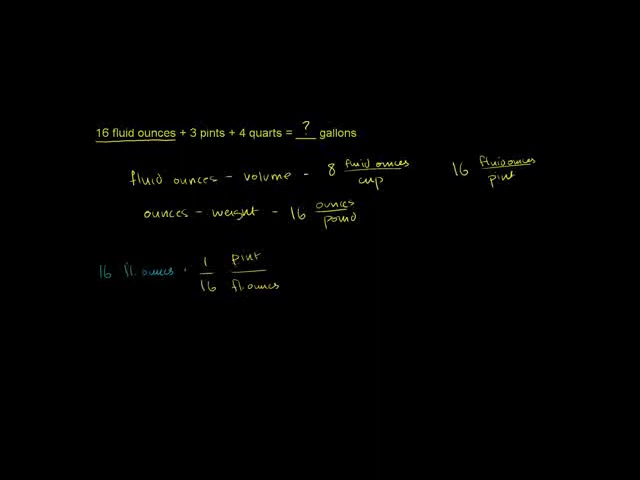 16 fluid ounces + 3 pints + 4 quarts = ? gallons
fluid ounces - volume - 8 fluid ounces / cup 16 fluid ounces / pint
ounces - weight - 16 ounces / pound
16 fl. ounces · 1 / 16 pint / fl. ounces